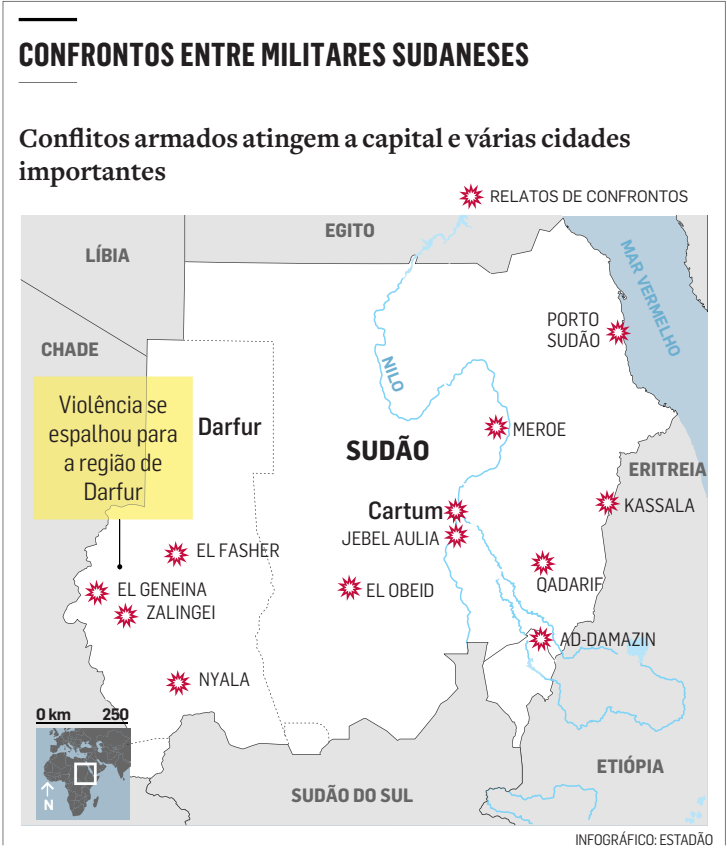 CONFRONTOS ENTRE MILITARES SUDANESES
Conflitos armados atingem a capital e várias cidades
importantes
RELATOS DE CONFRONTOS
EGITO
LÍBIA
MAR VERMELHO
PORTO
SUDÃO
CHADE
NILO
Violência se
espalhou para
a região de
Darfur
Darfur
MEROE
SUDÃO
ERITREIA
KASSALA
Cartum
JEBEL AULIA
EL FASHER
QADARIF
EL GENEINA
EL OBEID
ZALINGEI
AD-DAMAZIN
NYALA
0 km 250
N
ETIÓPIA
SUDÃO DO SUL
INFOGRÁFICO: ESTADÃO